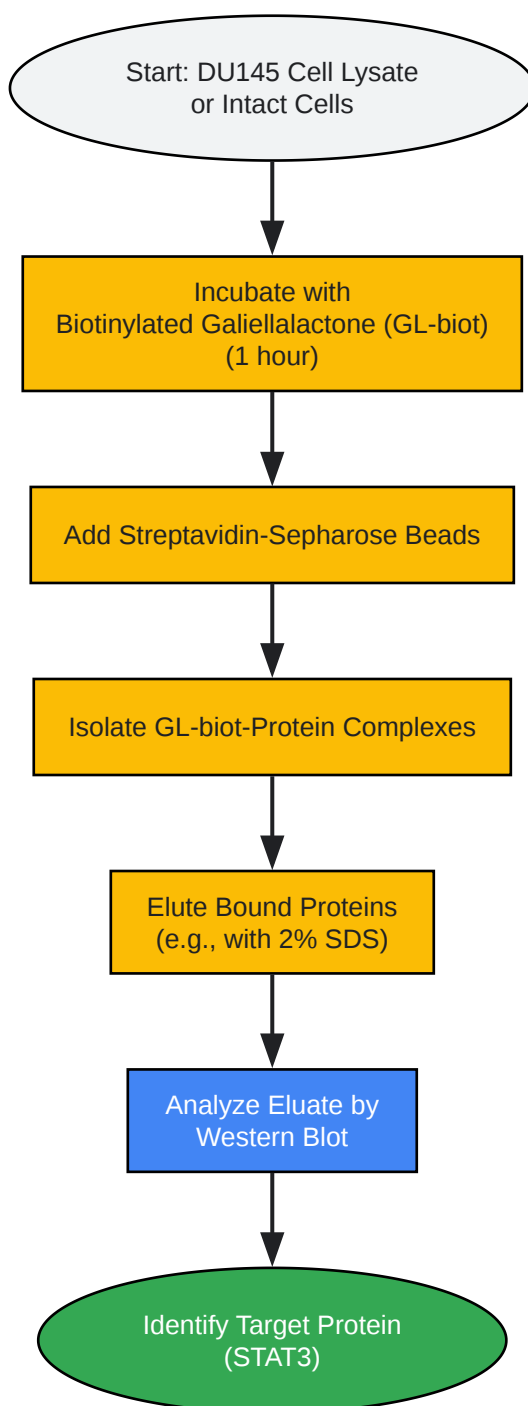 Start: DU145 Cell Lysate
or Intact Cells
Incubate with
Biotinylated Galiellalactone (GL-biot)
(1 hour)
Add Streptavidin-Sepharose Beads
Isolate GL-biot-Protein Complexes
Elute Bound Proteins
(e.g., with 2% SDS)
Analyze Eluate by
Western Blot
Identify Target Protein
(STAT3)